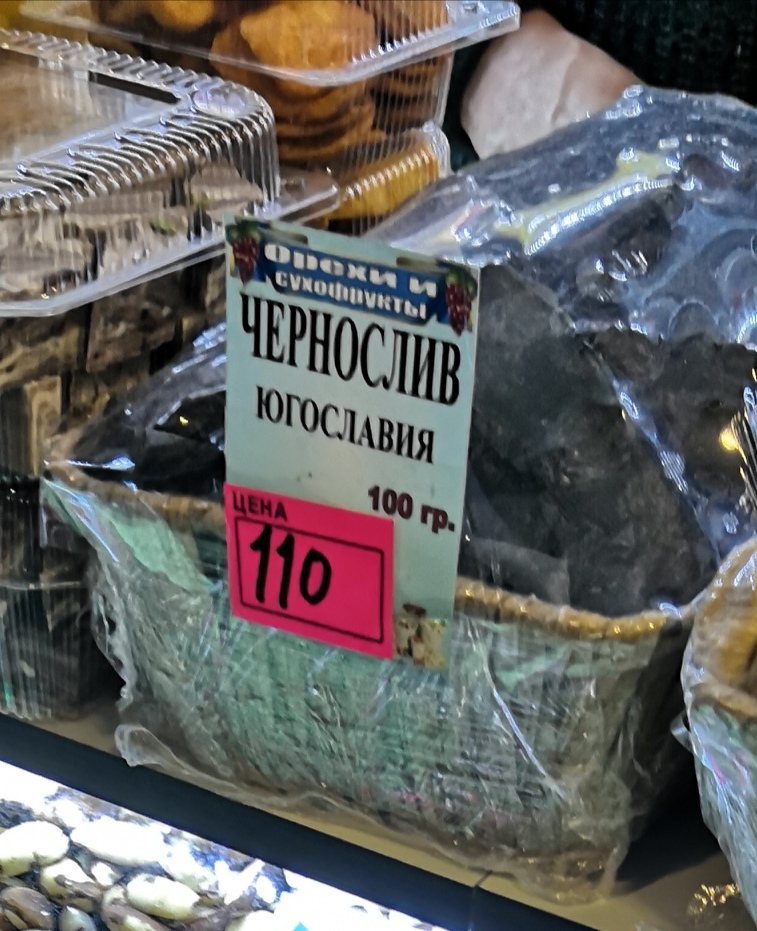 Орехи и
сухофрукты
ЧЕРНОСЛИВ
ЮГОСЛАВИЯ
100 гр.
ЦЕНА
110